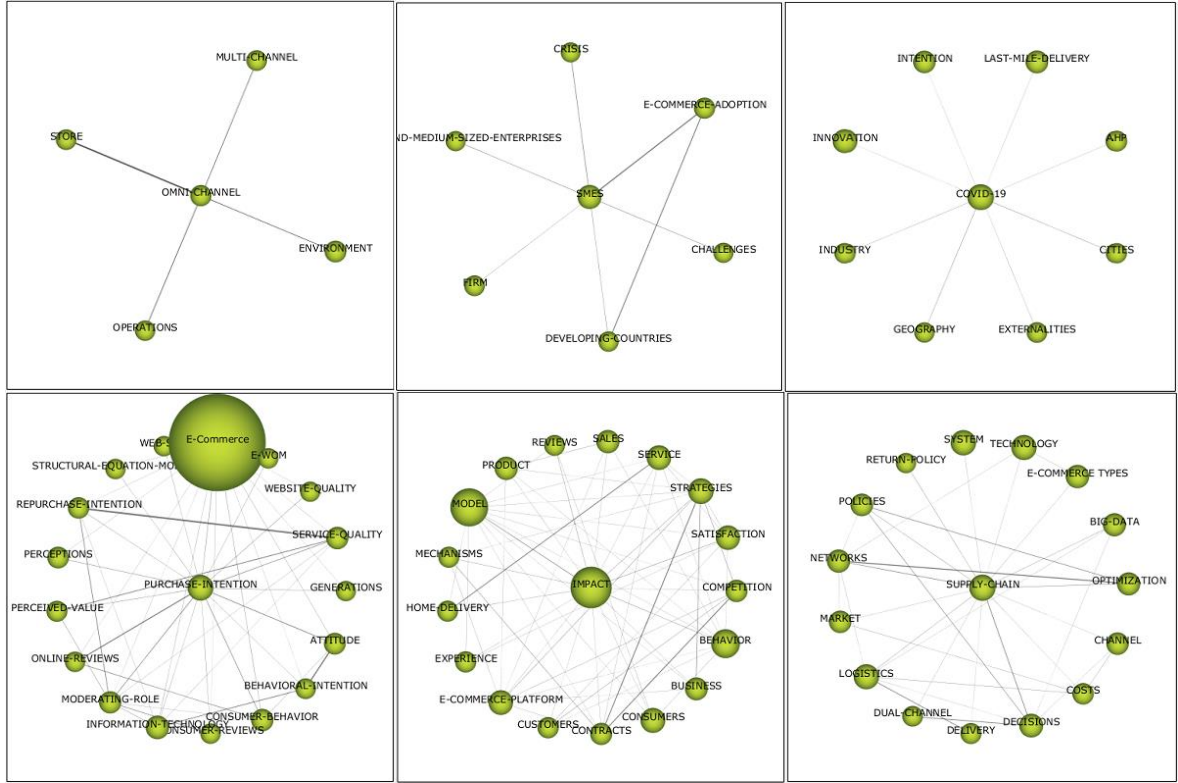 MULTI-CHANNEL
STORE
OMNI-CHANNEL
ENVIRONMENT
OPERATIONS
CRISIS
E-COMMERCE-ADOPTION
ND-MEDIUM-SIZED-ENTERPRISES
SMES
CHALLENGES
FIRM
DEVELOPING-COUNTRIES
INTENTION
LAST-MILE-DELIVERY
INNOVATION
AHP
COVID-19
INDUSTRY
CITIES
GEOGRAPHY
EXTERNALITIES
E-Commerce
WEB-S
E-WOM
STRUCTURAL-EQUATION-MO
WEBSITE-QUALITY
REPURCHASE-INTENTION
SERVICE-QUALITY
PERCEPTIONS
PURCHASE-INTENTION
GENERATIONS
PERCEIVED-VALUE
ATTITUDE
ONLINE-REVIEWS
BEHAVIORAL-INTENTION
MODERATING-ROLE
CONSUMER-BEHAVIOR
INFORMATION-TECHNOLOGY
ONSUMER-REVIEWS
REVIEWS
SALES
SERVICE
PRODUCT
STRATEGIES
MODEL
SATISFACTION
MECHANISMS
IMPACT
COMPETITION
HOME-DELIVERY
BEHAVIOR
EXPERIENCE
BUSINESS
E-COMMERCE-PLATFORM
CONSUMERS
CUSTOMERS
CONTRACTS
SYSTEM
TECHNOLOGY
RETURN-POLICY
E-COMMERCE TYPES
POLICIES
BIG-DATA
NETWORKS
SUPPLY-CHAIN
OPTIMIZATION
MARKET
CHANNEL
LOGISTICS
COSTS
DUAL-CHANNEL
DECISIONS
DELIVERY